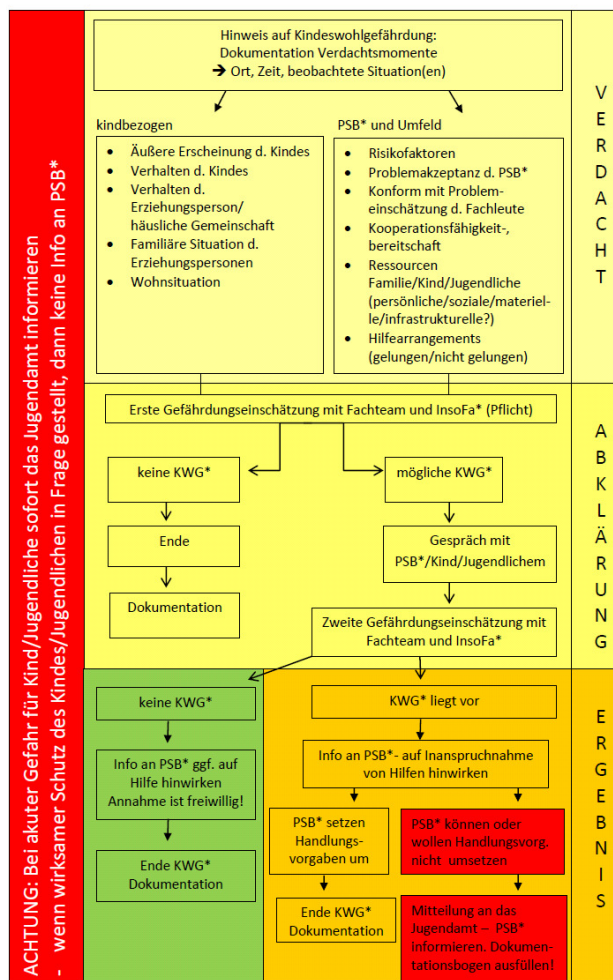 ACHTUNG: Bei akuter Gefahr für Kind/Jugendliche sofort das Jugendamt informieren
- wenn wirksamer Schutz des Kindes/Jugendlichen in Frage gestellt, dann keine Info an PSB*
Hinweis auf Kindeswohlgefährdung:
Dokumentation Verdachtsmomente
➔ Ort, Zeit, beobachtete Situation(en)
kindbezogen
• Äußere Erscheinung d. Kindes
• Verhalten d. Kindes
• Verhalten d.
Erziehungsperson/
häusliche Gemeinschaft
• Familiäre Situation d.
Erziehungspersonen
• Wohnsituation
PSB* und Umfeld
• Risikofaktoren
• Problemakzeptanz d. PSB*
• Konform mit Problem-
einschätzung d. Fachleute
• Kooperationsfähigkeit-,
bereitschaft
• Ressourcen
Familie/Kind/Jugendliche
(persönliche/soziale/materiel-
le/infrastrukturelle?)
• Hilfearrangements
(gelungen/nicht gelungen)
VERDACHT
Erste Gefährdungseinschätzung mit Fachteam und InsoFa* (Pflicht)
keine KWG*
mögliche KWG*
Ende
Gespräch mit
PSB*/Kind/Jugendlichem
Dokumentation
Zweite Gefährdungseinschätzung mit
Fachteam und InsoFa*
ABKLÄRUNG
keine KWG*
KWG* liegt vor
Info an PSB* ggf. auf
Hilfe hinwirken
Annahme ist freiwillig!
Info an PSB*- auf Inanspruchnahme
von Hilfen hinwirken
PSB* setzen
Handlungs-
vorgaben um
PSB* können oder
wollen Handlungsvorg.
nicht umsetzen
Ende KWG*
Dokumentation
Ende KWG*
Dokumentation
Mitteilung an das
Jugendamt – PSB*
Informieren. Dokumen-
tationsbogen ausfüllen!
ERGEBNIS